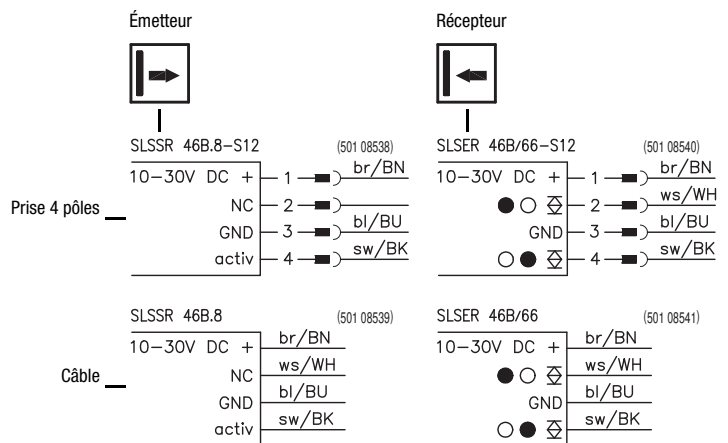 Émetteur
Récepteur
SLSSR 46B.8-S12 (501 08538)
10-30V DC + 1 br/BN
NC 2
GND 3 bl/BU
activ 4 sw/BK
SLSER 46B/66-S12 (501 08540)
10-30V DC + 1 br/BN
2 ws/WH
GND 3 bl/BU
4 sw/BK
Prise 4 pôles
SLSSR 46B.8 (501 08539)
10-30V DC + br/BN
NC ws/WH
GND bl/BU
activ sw/BK
SLSER 46B/66 (501 08541)
10-30V DC + br/BN
ws/WH
GND bl/BU
sw/BK
Câble